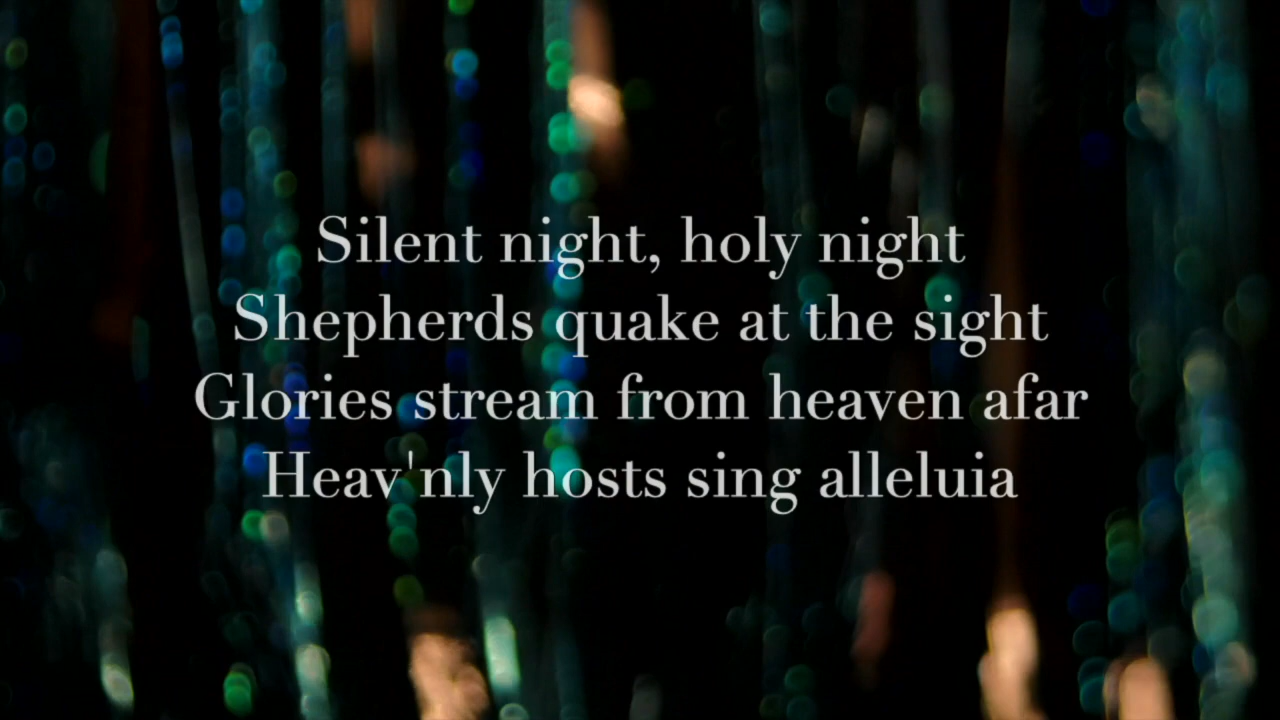 Silent night, holy night
Shepherds quake at the sight
Glories stream from heaven afar
Heav'nly hosts sing alleluia